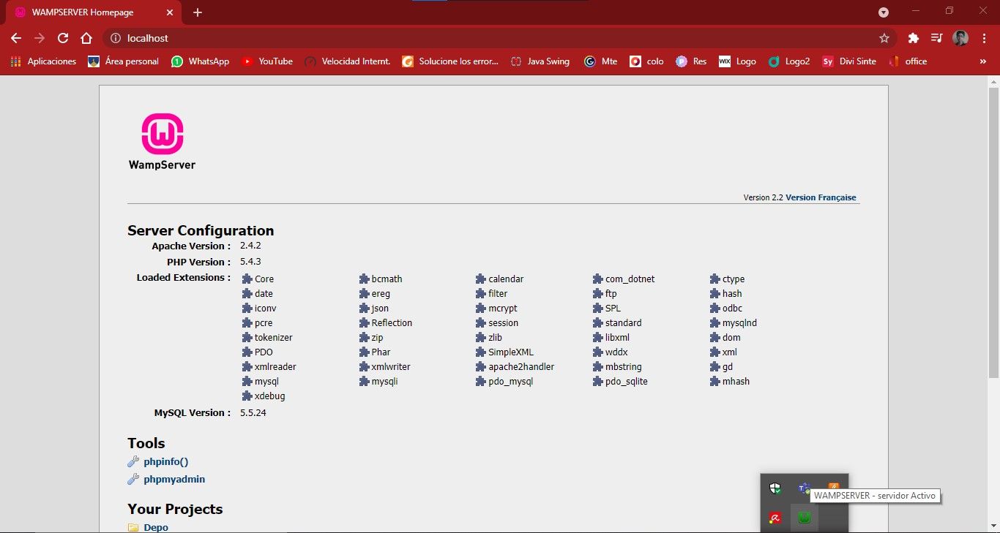 WAMPSERVER Homepage
localhost
Aplicaciones Área personal WhatsApp YouTube Velocidad Internt. Solucione los error... Java Swing Mte colo Res WIX Logo Logo2 Sy Divi Sinte office »
WampServer
Version 2.2 Version Française
Server Configuration
Apache Version : 2.4.2
PHP Version : 5.4.3
Loaded Extensions : Core bcmath calendar com_dotnet ctype
date ereg filter ftp hash
iconv json mcrypt SPL odbc
pcre Reflection session standard mysqlnd
tokenizer zip zlib libxml dom
PDO Phar SimpleXML wddx xml
xmlreader xmlwriter apache2handler mbstring gd
mysql mysqli pdo_mysql pdo_sqlite mhash
xdebug
MySQL Version : 5.5.24
Tools
phpinfo()
phpmyadmin
WAMPSERVER - servidor Activo
Your Projects
Depo